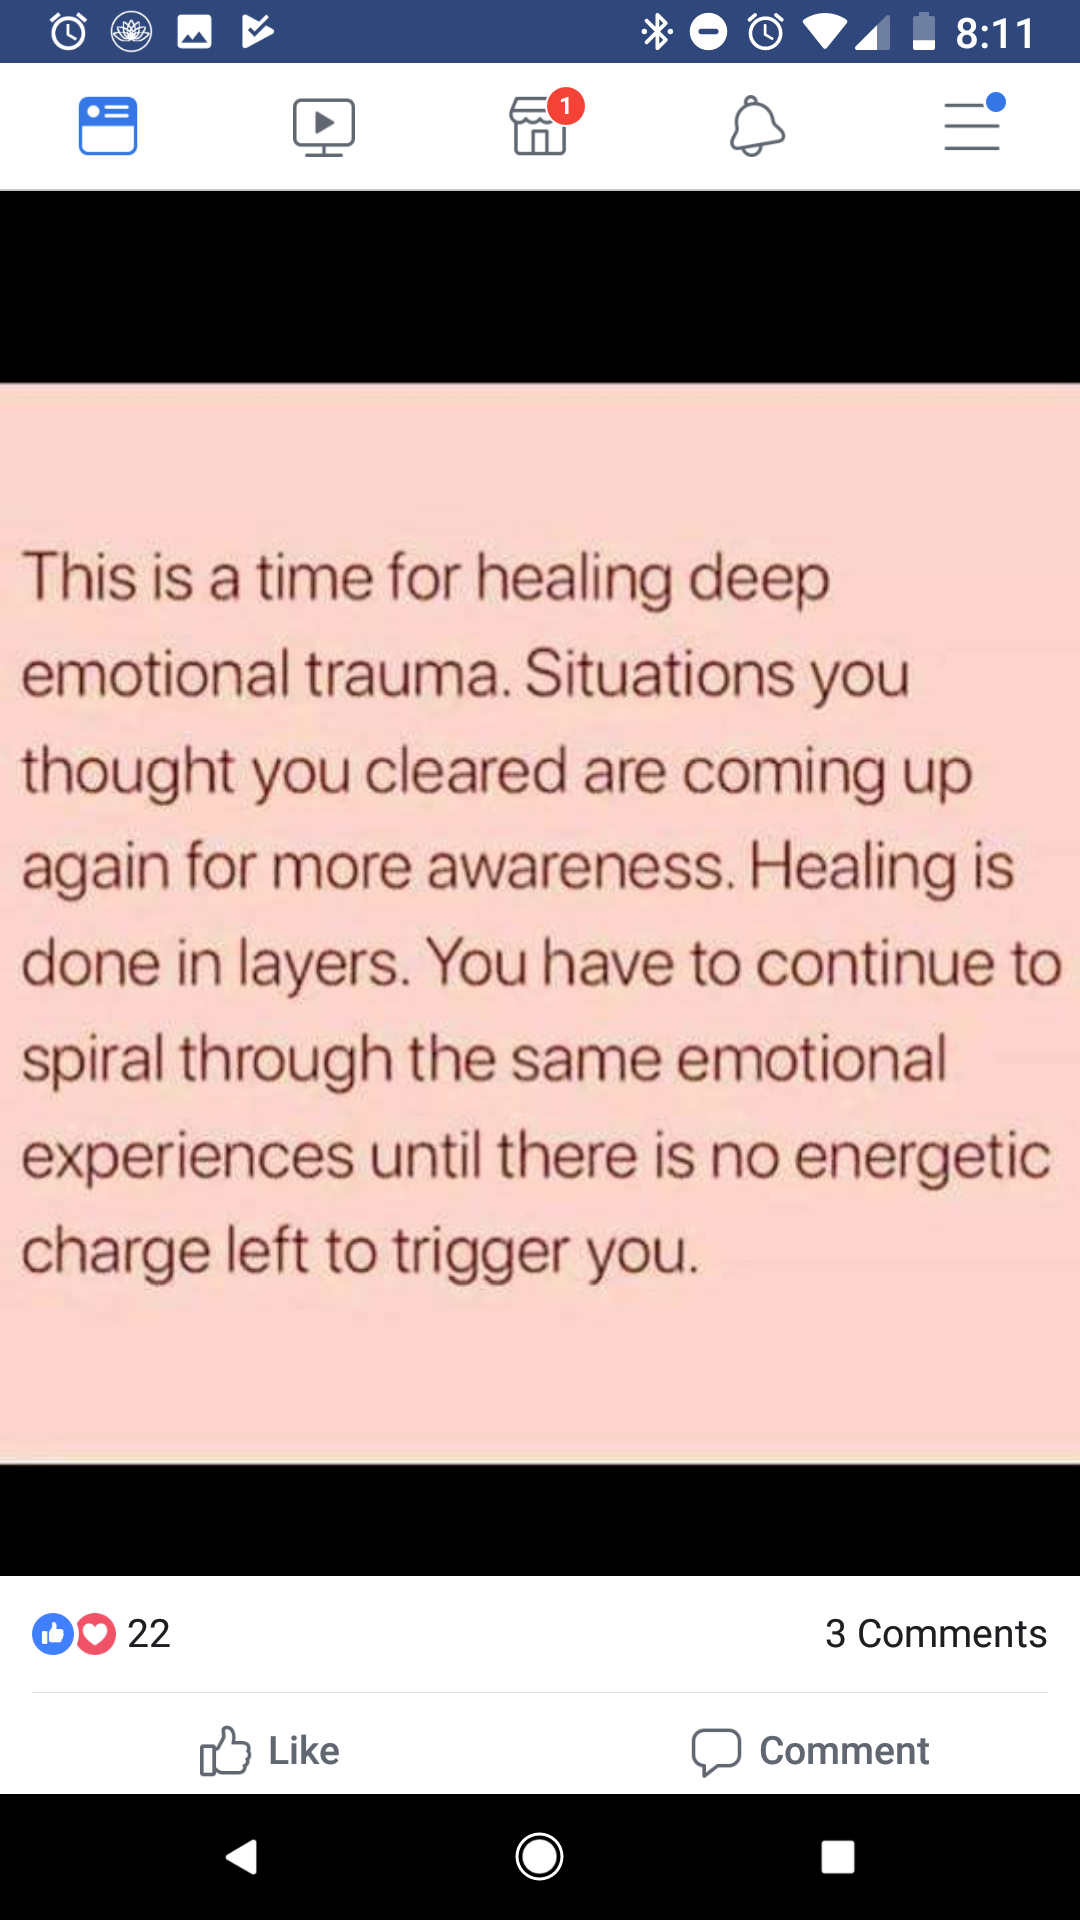 8:11
1
This is a time for healing deep
emotional trauma. Situations you
thought you cleared are coming up
again for more awareness. Healing is
done in layers. You have to continue to
spiral through the same emotional
experiences until there is no energetic
charge left to trigger you.
22 3 Comments
Like Comment